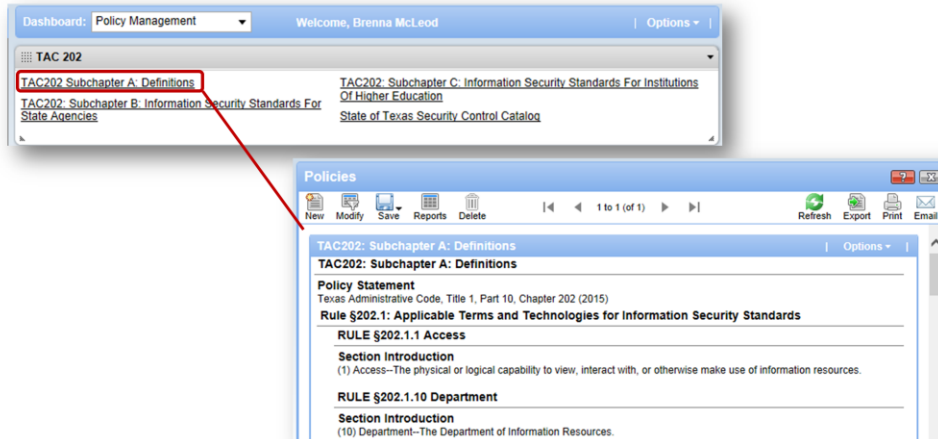 Dashboard: Policy Management
Welcome, Brenna McLeod
| Options |
TAC 202
TAC202 Subchapter A: Definitions
TAC202: Subchapter B: Information Security Standards For
State Agencies
TAC202: Subchapter C: Information Security Standards For Institutions
Of Higher Education
State of Texas Security Control Catalog
Policies
?
New Modify Save Reports Delete
1 to 1 (of 1)
Refresh Export Print Email
TAC202: Subchapter A: Definitions
| Options |
TAC202: Subchapter A: Definitions
Policy Statement
Texas Administrative Code, Title 1, Part 10, Chapter 202 (2015)
Rule §202.1: Applicable Terms and Technologies for Information Security Standards
RULE §202.1.1 Access
Section Introduction
(1) Access--The physical or logical capability to view, interact with, or otherwise make use of information resources.
RULE §202.1.10 Department
Section Introduction
(10) Department--The Department of Information Resources.